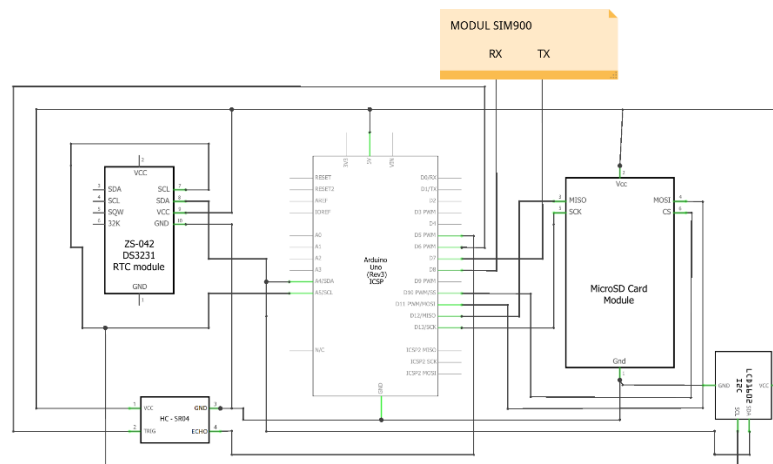 MODUL SIM900
RX TX
VCC
SDA
SCL
SQW
32K
SCL
SDA
VCC
GND
ZS-042
DS3231
RTC module
GND
3V3
5V
VIN
RESET
RESET2
AREF
IOREF
A0
A1
A2
A3
A4/SDA
A5/SCL
N/C
Arduino
Uno
(Rev3)
ICSP
D0/RX
D1/TX
D2
D3 PWM
D4
D5 PWM
D6 PWM
D7
D8
D9 PWM
D10 PWM/SS
D11 PWM/MOSI
D12/MISO
D13/SCK
ICSP2 MISO
ICSP2 SCK
ICSP2 MOSI
GND
Vcc
MISO
SCK
MOSI
CS
MicroSD Card
Module
Gnd
VCC
TRIG
HC - SR04
GND
ECHO
GND
LCD1602
I2C
VCC
SCL
SDA